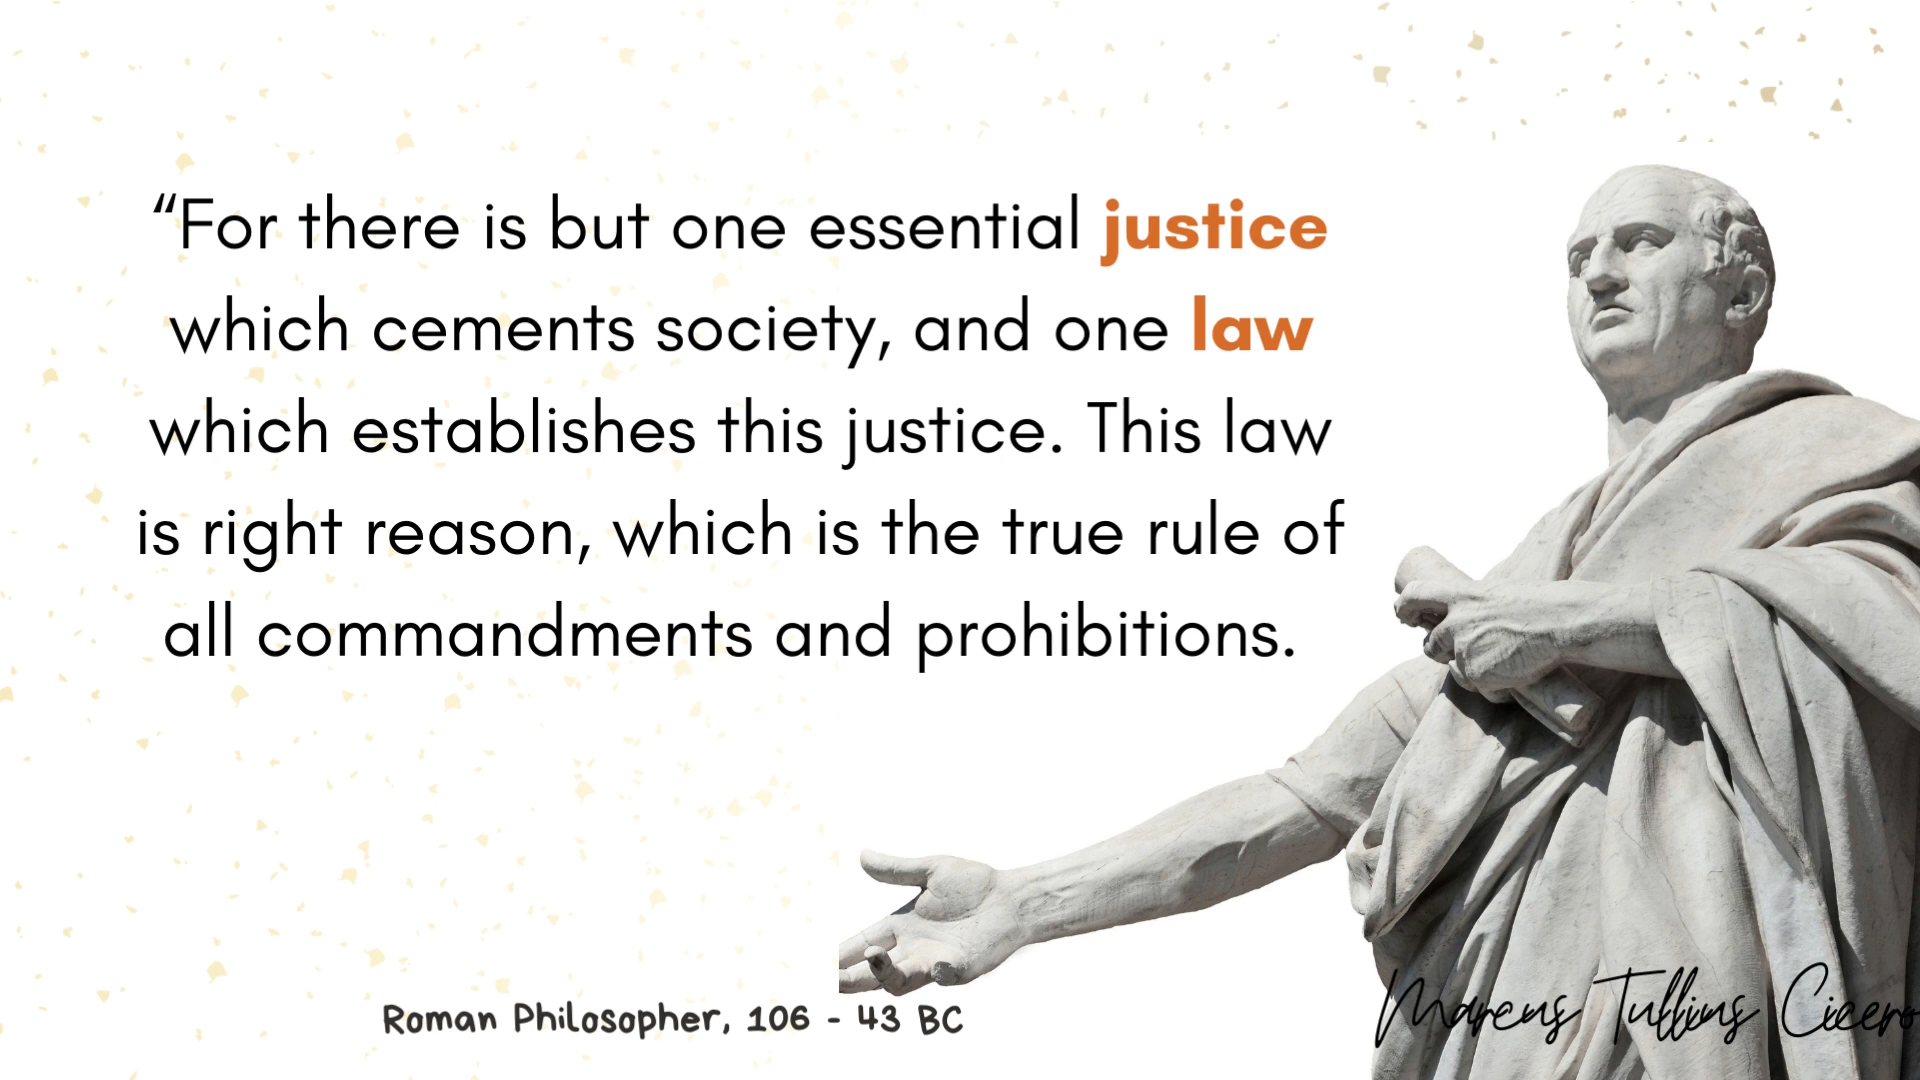 “For there is but one essential justice
which cements society, and one law
which establishes this justice. This law
is right reason, which is the true rule of
all commandments and prohibitions.
Roman Philosopher, 106 - 43 BC
Marcus Tullius Cicero